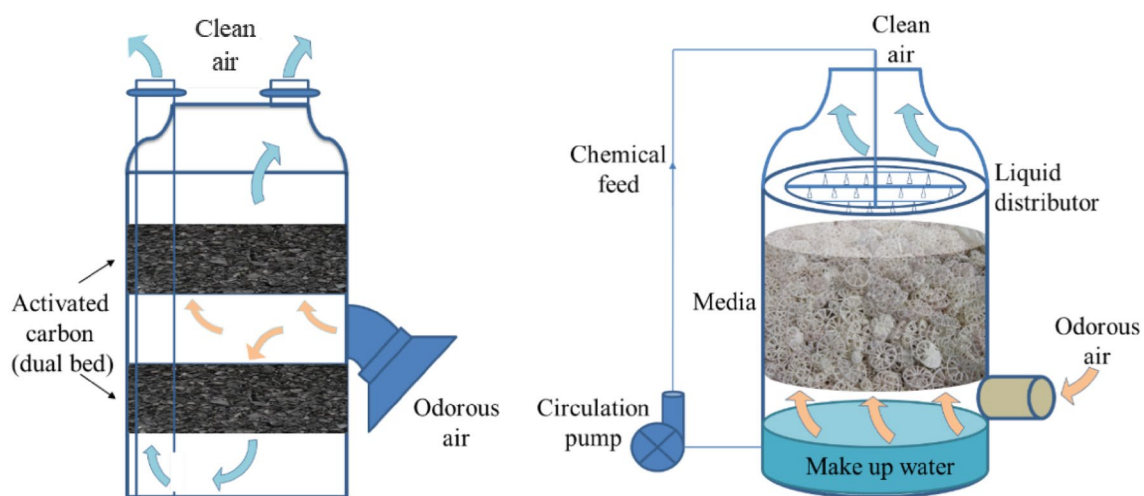 Clean
air
Activated
carbon
(dual bed)
Odorous
air
Clean
air
Chemical
feed
Liquid
distributor
Media
Odorous
air
Circulation
pump
Make up water